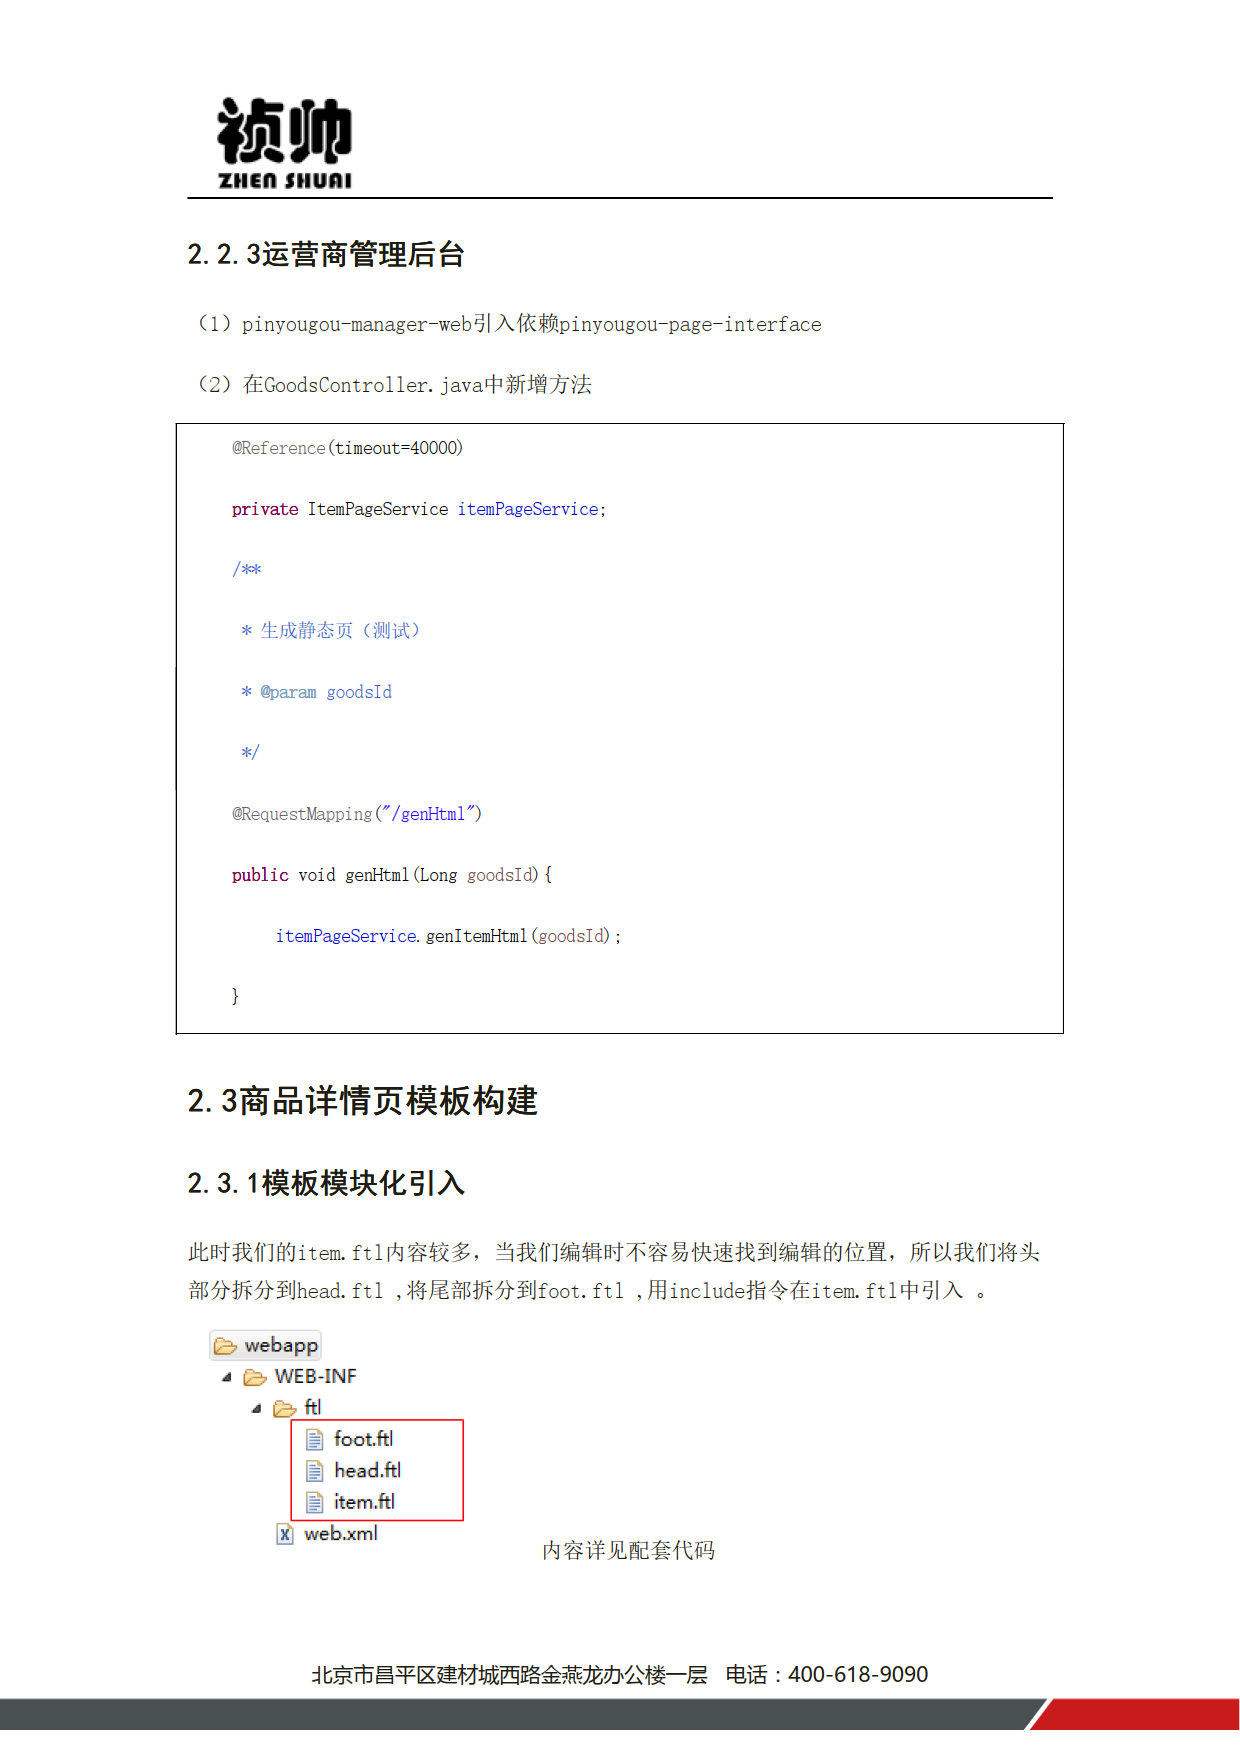 祯帅
ZHEN SHUAI
2.2.3运营商管理后台
（1）pinyougou-manager-web引入依赖pinyougou-page-interface
（2）在GoodsController.java中新增方法
@Reference(timeout=40000)
private ItemPageService itemPageService;
/**
* 生成静态页（测试）
* @param goodsId
*/
@RequestMapping("/genHtml")
public void genHtml(Long goodsId){
itemPageService.genItemHtml(goodsId);
}
2.3商品详情页模板构建
2.3.1模板模块化引入
此时我们的item.ftl内容较多，当我们编辑时不容易快速找到编辑的位置，所以我们将头
部分拆分到head.ftl ,将尾部拆分到foot.ftl ,用include指令在item.ftl中引入 。
webapp
WEB-INF
ftl
foot.ftl
head.ftl
item.ftl
web.xml
内容详见配套代码
北京市昌平区建材城西路金燕龙办公楼一层 电话：400-618-9090